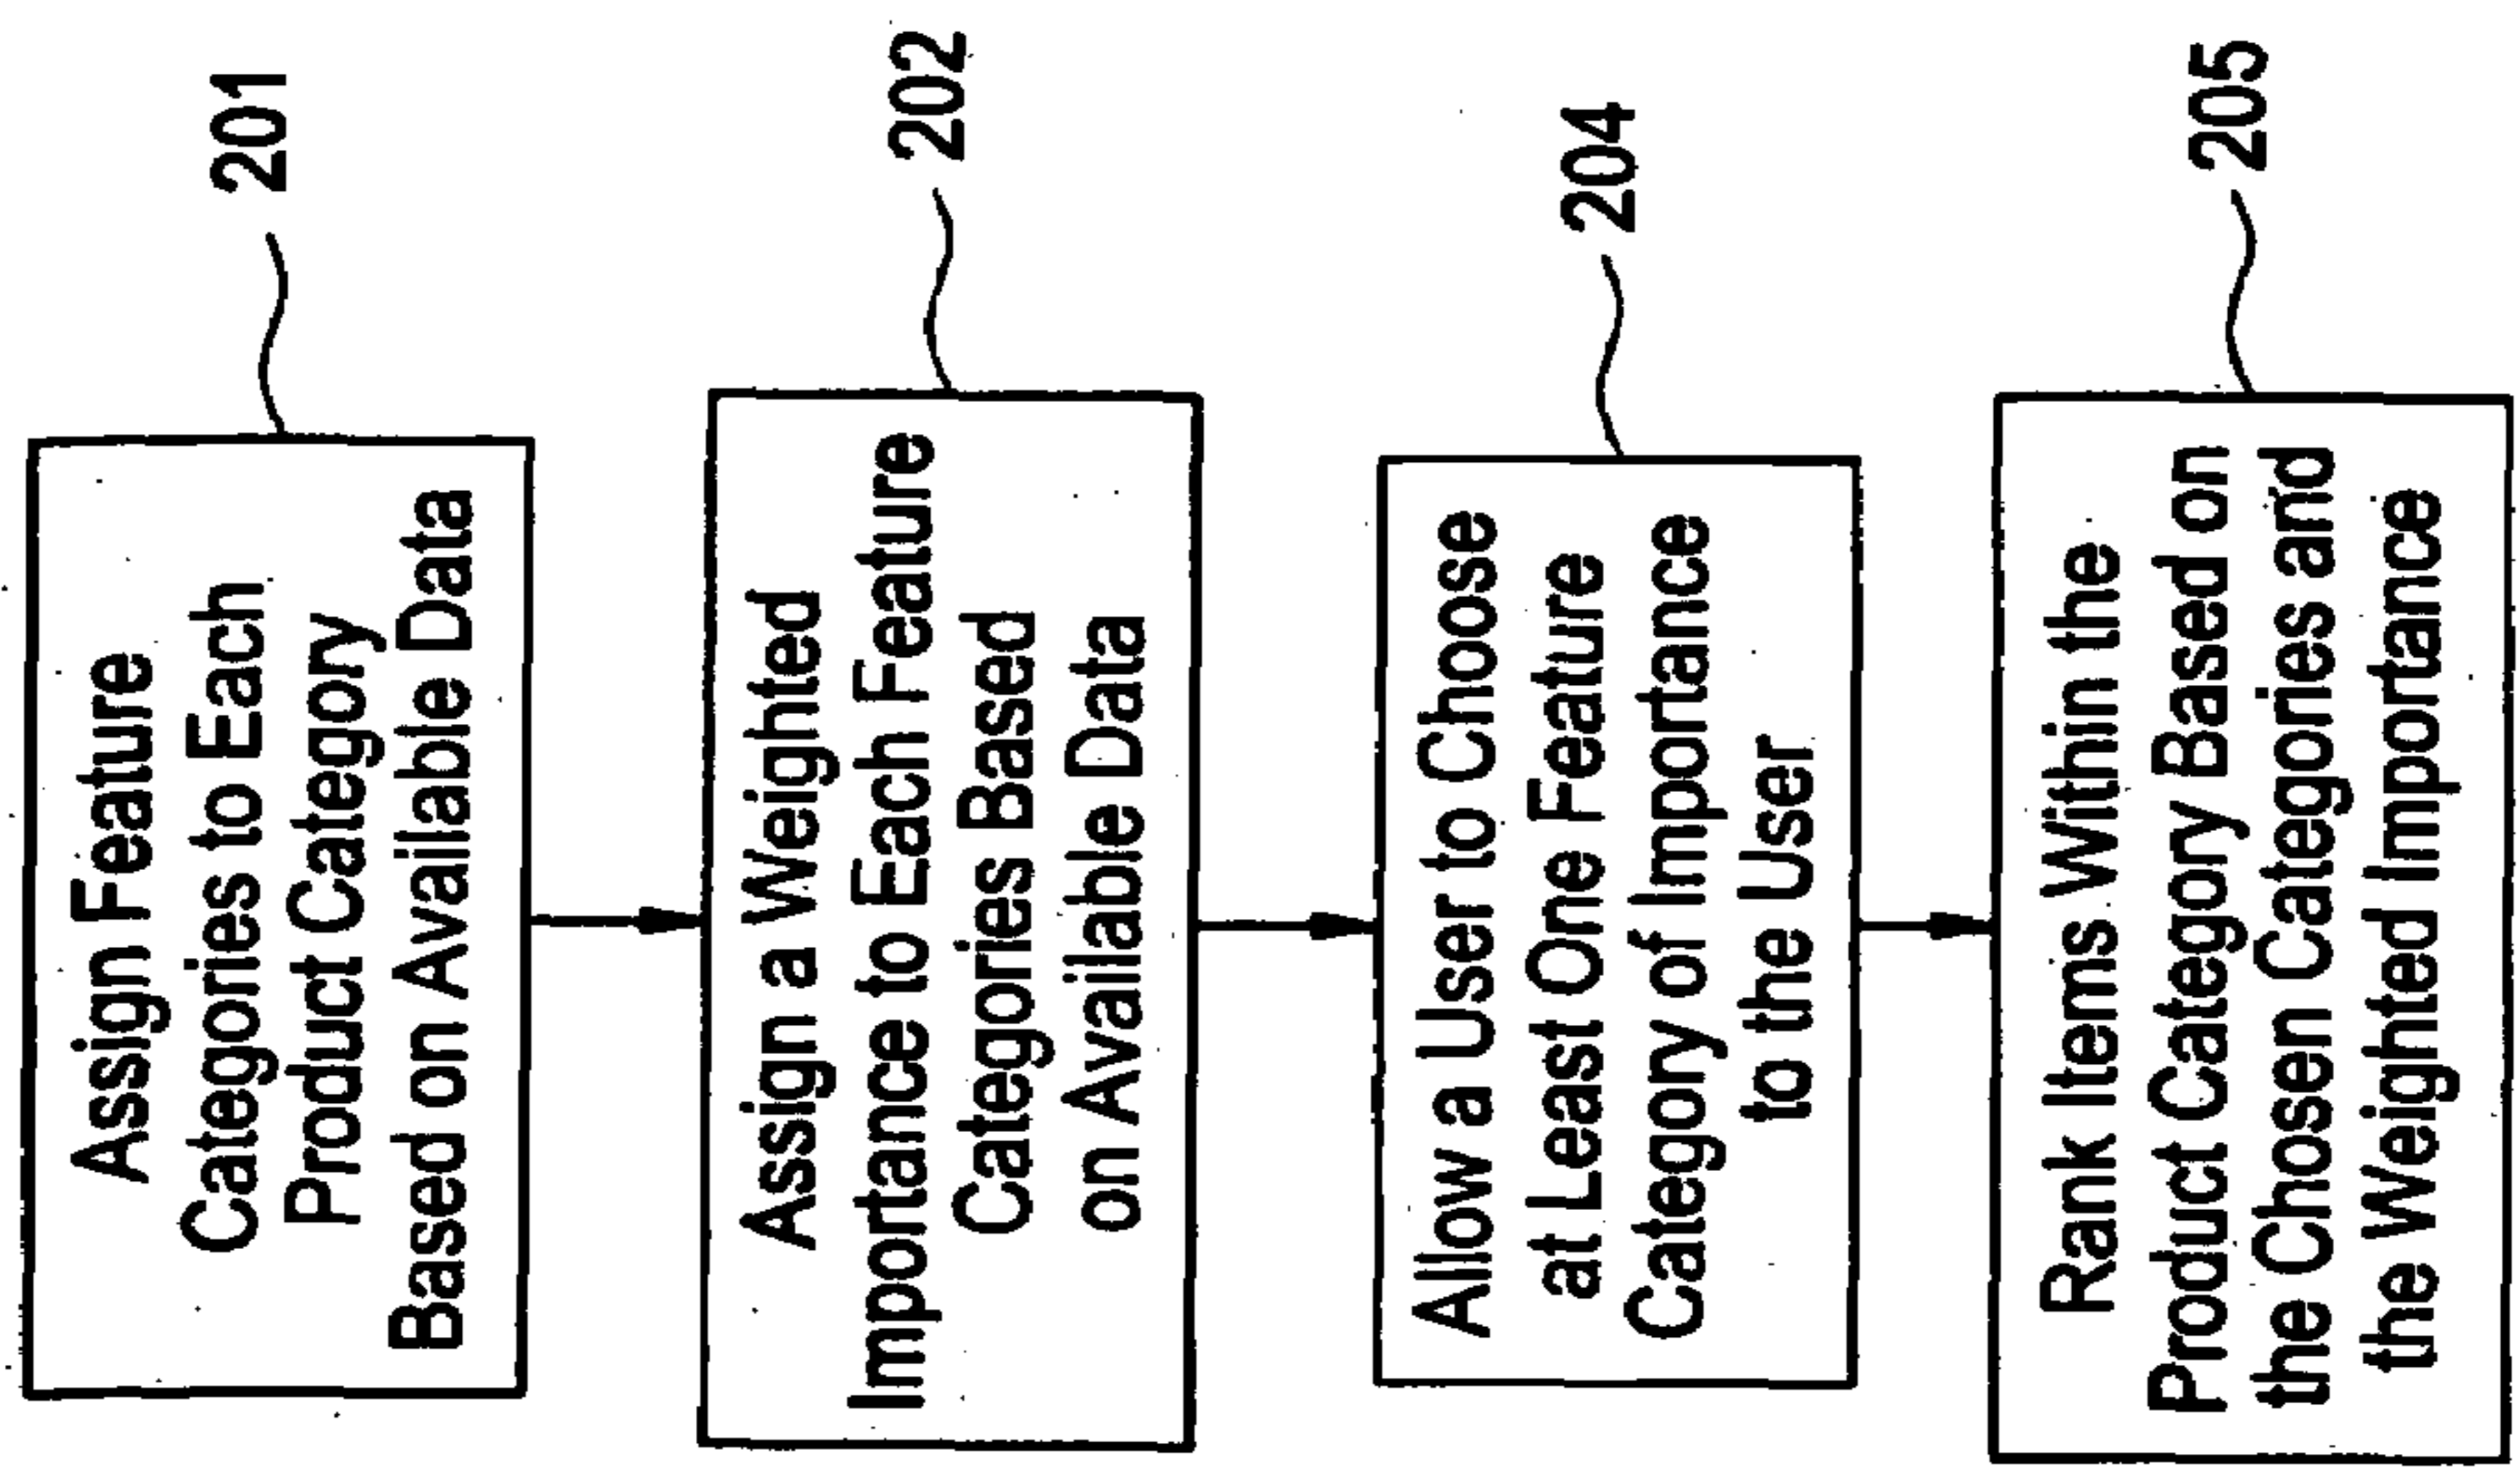 Assign Feature
Categories to Each
Product Category
Based on Available Data
201
Assign a Weighted
Importance to Each Feature
Categories Based
on Available Data
202
Allow a User to Choose
at Least One Feature
Category of Importance
to the User
204
Rank Items Within the
Product Category Based on
the Chosen Categories and
the Weighted Importance
205